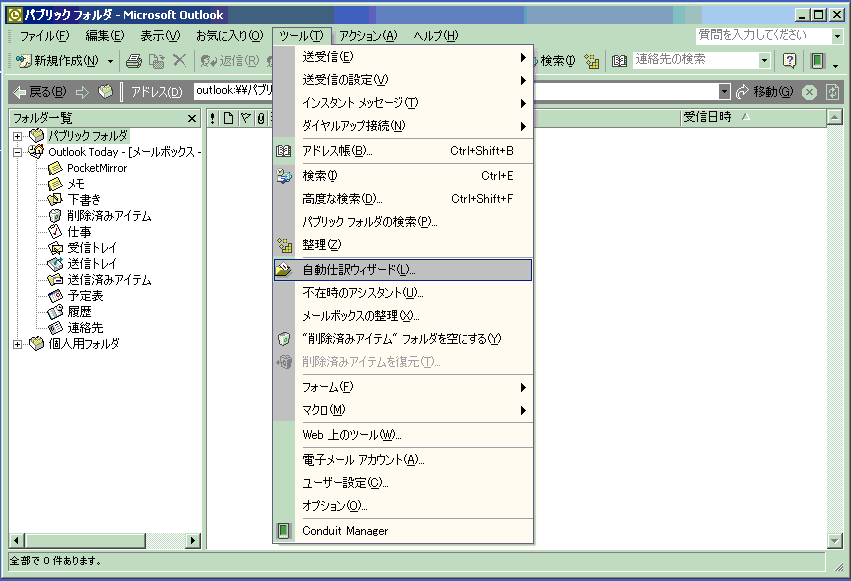 パブリック フォルダ - Microsoft Outlook
ファイル(F) 編集(E) 表示(V) お気に入り(O) ツール(T) アクション(A) ヘルプ(H) 質問を入力してください
新規作成(N) 返信(R) 検索(I) 連絡先の検索
戻る(B) アドレス(D) outlook:¥¥パブリ 移動(G)
フォルダ一覧
受信日時
パブリック フォルダ
Outlook Today - [メールボックス -
PocketMirror
メモ
下書き
削除済みアイテム
仕事
受信トレイ
送信トレイ
送信済みアイテム
予定表
履歴
連絡先
個人用フォルダ
送受信(E)
送受信の設定(V)
インスタント メッセージ(T)
ダイヤルアップ接続(N)
アドレス帳(B)... Ctrl+Shift+B
検索(I) Ctrl+E
高度な検索(D)... Ctrl+Shift+F
パブリック フォルダの検索(P)...
整理(Z)
自動仕訳ウィザード(L)...
不在時のアシスタント(U)...
メールボックスの整理(X)...
"削除済みアイテム" フォルダを空にする(Y)
削除済みアイテムを復元(T)...
フォーム(F)
マクロ(M)
Web 上のツール(W)...
電子メール アカウント(A)...
ユーザー設定(C)...
オプション(O)...
Conduit Manager
全部で 0 件あります。